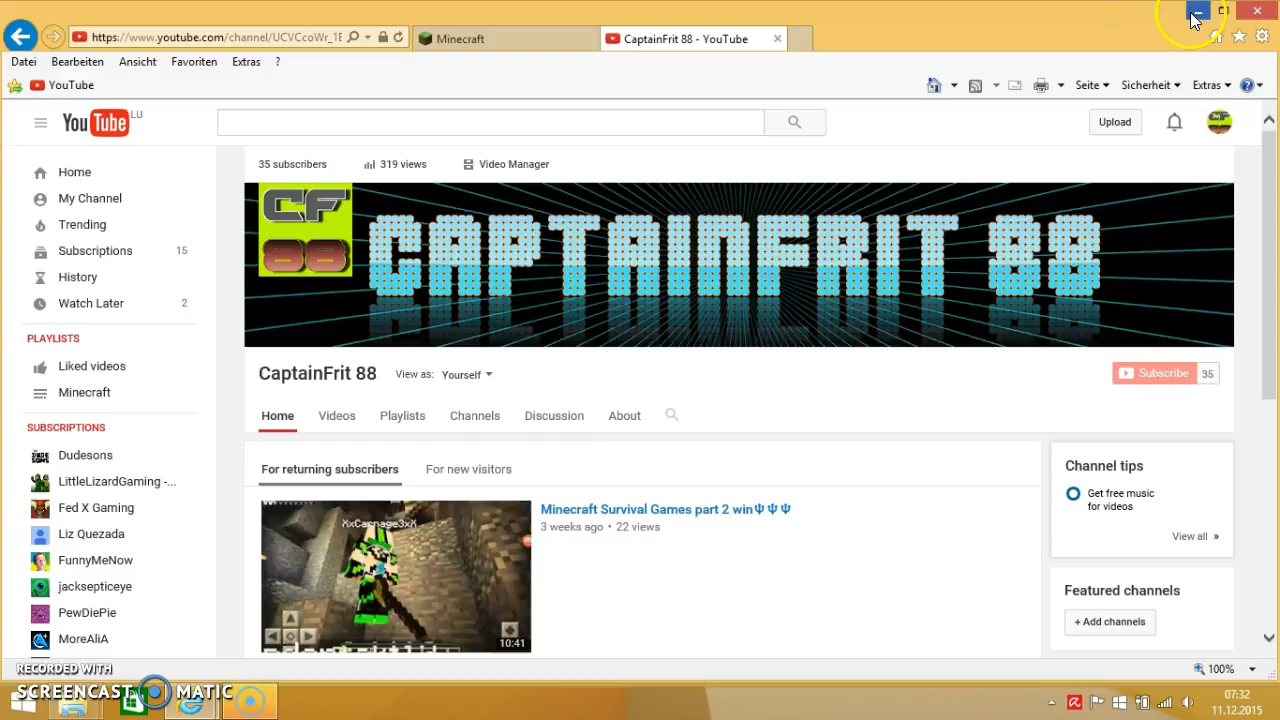 https://www.youtube.com/channel/UCVCcoWr_1E
Minecraft
CaptainFrit 88 - YouTube
Datei Bearbeiten Ansicht Favoriten Extras ?
YouTube
Seite Sicherheit Extras
YouTube LU
Upload
Home
My Channel
Trending
Subscriptions 15
History
Watch Later 2
PLAYLISTS
Liked videos
Minecraft
SUBSCRIPTIONS
Dudesons
LittleLizardGaming -...
Fed X Gaming
Liz Quezada
FunnyMeNow
jacksepticeye
PewDiePie
MoreAliA
35 subscribers 319 views Video Manager
CF
88
CAPTAINFRIT 88
CaptainFrit 88 View as: Yourself
Subscribe 35
Home Videos Playlists Channels Discussion About
For returning subscribers For new visitors
XxCarnage3xX
10:41
Minecraft Survival Games part 2 winΨΨΨ
3 weeks ago • 22 views
Channel tips
Get free music
for videos
View all »
Featured channels
+ Add channels
100%
RECORDED WITH
SCREENCAST MATIC
07:32
11.12.2015